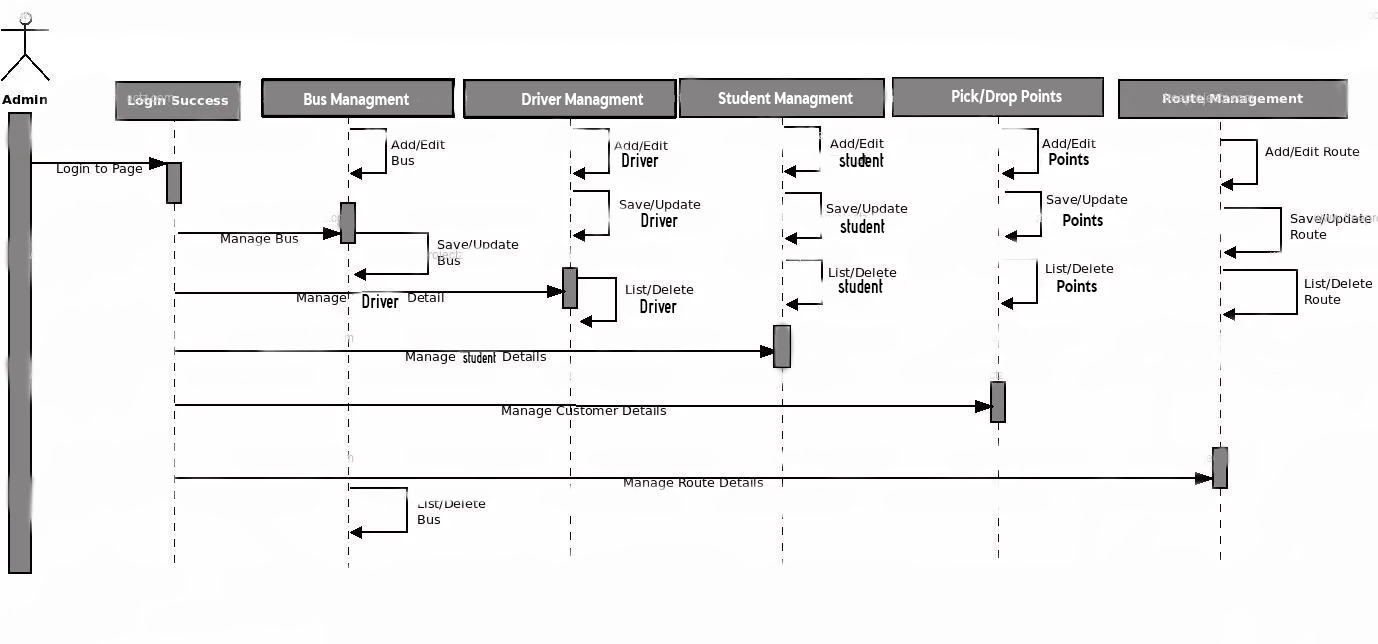 Admin
Login Success
Bus Managment
Driver Managment
Student Managment
Pick/Drop Points
Route Management
Login to Page
Add/Edit
Bus
Add/Edit
Driver
Add/Edit
student
Add/Edit
Points
Add/Edit Route
Manage Bus
Save/Update
Bus
Save/Update
Driver
Save/Update
student
Save/Update
Points
Save/Update
Route
Manage Driver Detail
List/Delete
Driver
List/Delete
student
List/Delete
Points
List/Delete
Route
Manage student Details
Manage Customer Details
Manage Route Details
List/Delete
Bus